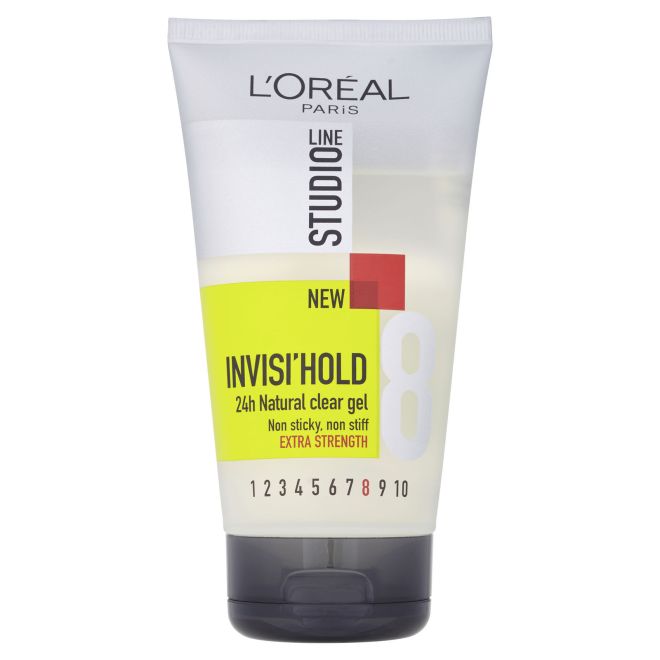 L'ORÉAL
PARiS
STUDIO LINE
NEW
8
INVISI'HOLD
24h Natural clear gel
Non sticky, non stiff
EXTRA STRENGTH
1 2 3 4 5 6 7 8 9 10